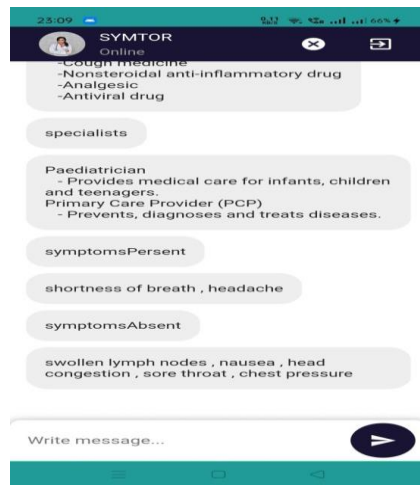 23:09
66%
SYMTOR
Online
-Cough medicine
-Nonsteroidal anti-inflammatory drug
-Analgesic
-Antiviral drug
specialists
Paediatrician
- Provides medical care for infants, children
and teenagers.
Primary Care Provider (PCP)
- Prevents, diagnoses and treats diseases.
symptomsPersent
shortness of breath , headache
symptomsAbsent
swollen lymph nodes , nausea , head
congestion , sore throat , chest pressure
Write message...